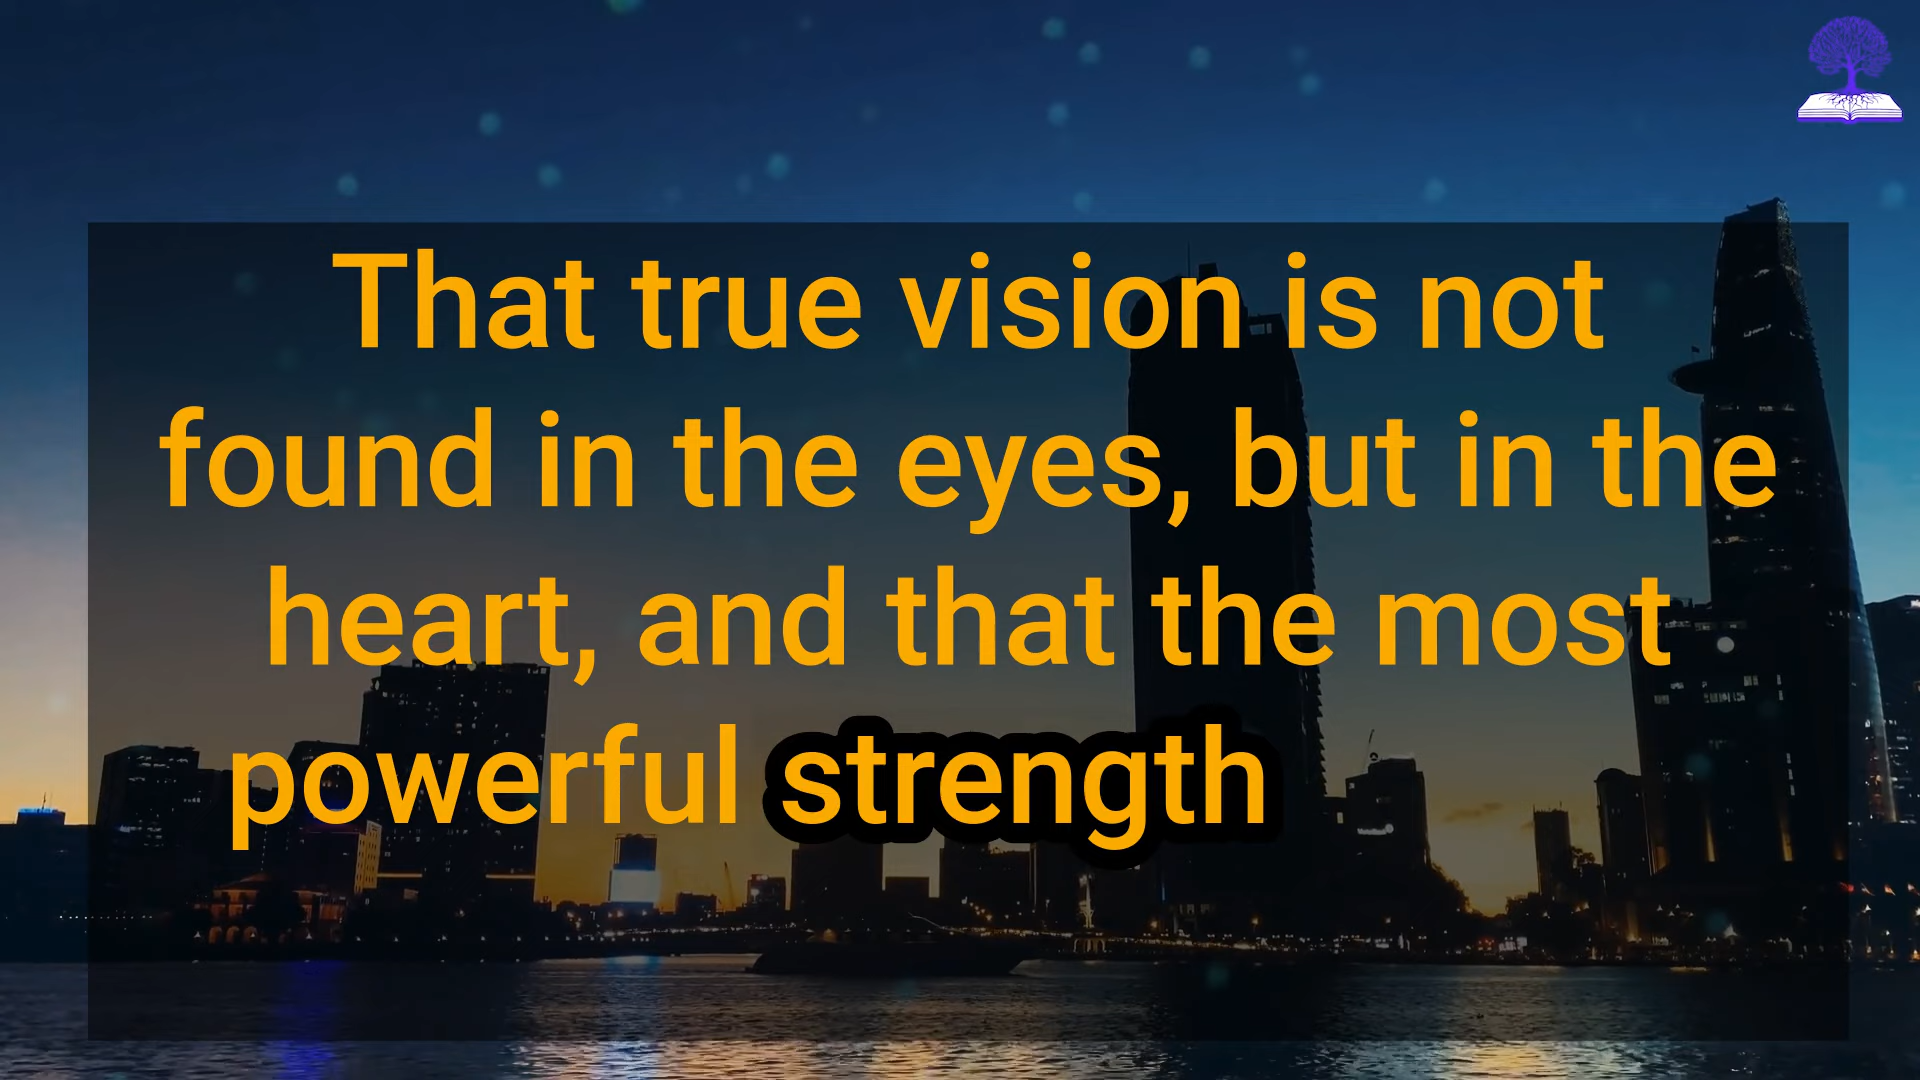 That true vision is not
found in the eyes, but in the
heart, and that the most
powerful strength